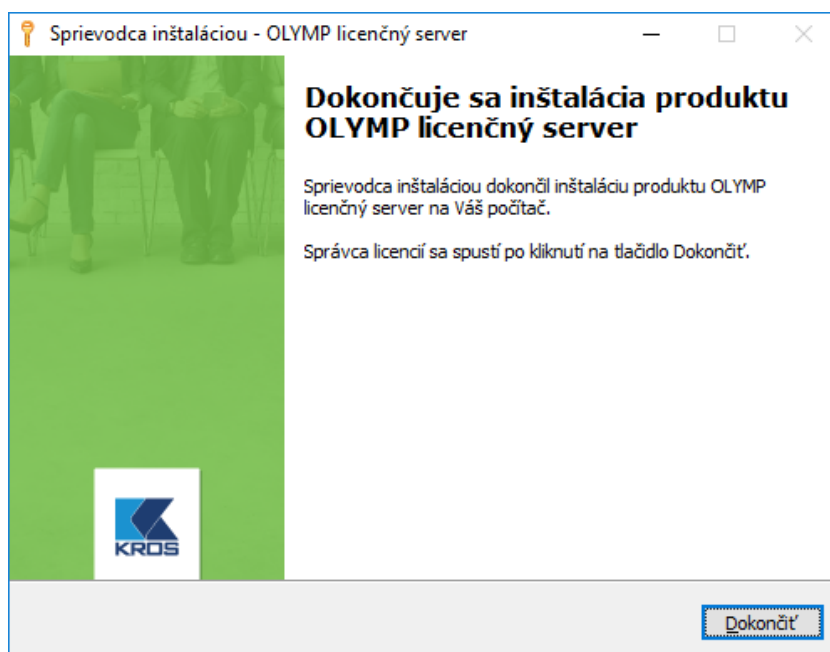 Sprievodca inštaláciou - OLYMP licenčný server
Dokončuje sa inštalácia produktu
OLYMP licenčný server
Sprievodca inštaláciou dokončil inštaláciu produktu OLYMP
licenčný server na Váš počítač.
Správca licencií sa spustí po kliknutí na tlačidlo Dokončiť.
KROS
Dokončiť